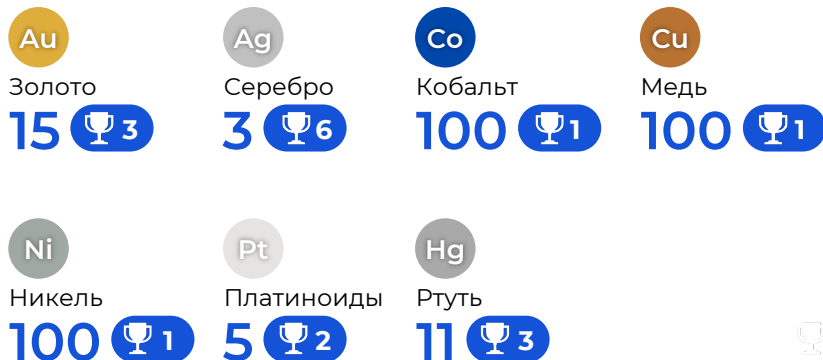 Au Ag Co Cu
Золото Серебро Кобальт Медь
15 3 3 6 100 1 100 1
Ni Pt Hg
Никель Платиноиды Ртуть
100 1 5 2 11 3